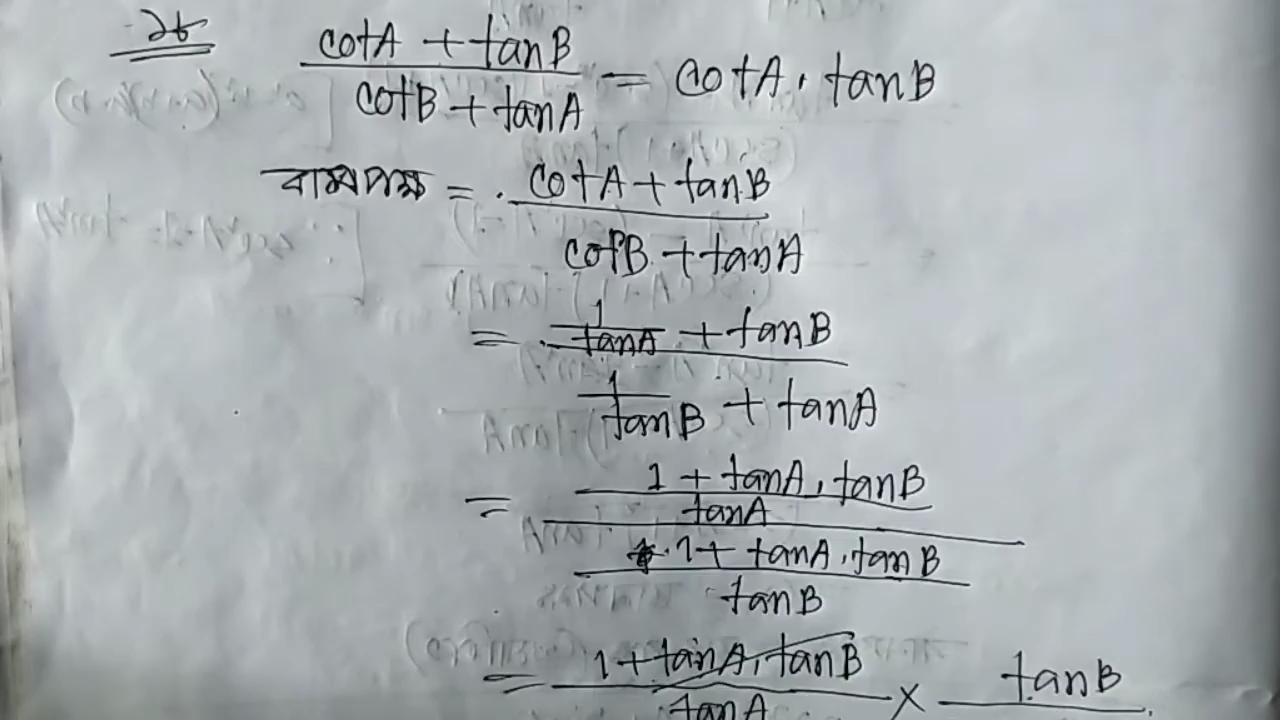 cotA + tanB / cotB + tanA = cotA . tanB
বামপক্ষ = cotA + tanB / cotB + tanA
= 1/tanA + tanB / 1/tanB + tanA
= 1 + tanA . tanB / tanA / 1 + tanA . tanB / tanB
= 1 + tanA . tanB / tanA × tanB